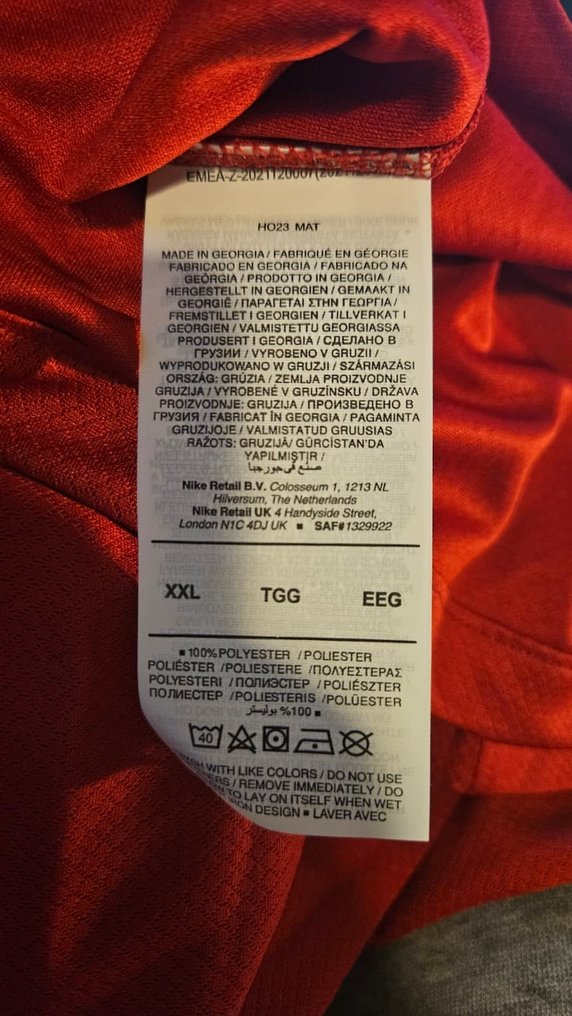 HO23 MAT
MADE IN GEORGIA / FABRIQUÉ EN GÉORGIE
FABRICADO EN GEORGIA / FABRICADO NA
GEÓRGIA / PRODOTTO IN GEORGIA /
HERGESTELLT IN GEORGIEN / GEMAAKT IN
GEORGIË / ΠΑΡΑΓΕΤΑΙ ΣΤΗΝ ΓΕΩΡΓΙΑ /
FREMSTILLET I GEORGIEN / TILLVERKAT I
GEORGIEN / VALMISTETTU GEORGIASSA
PRODUSERT I GEORGIA / СДЕЛАНО В
ГРУЗИИ / VYROBENO V GRUZII /
WYPRODUKOWANO W GRUZJI / SZÁRMAZÁSI
ORSZÁG: GRÚZIA / ZEMLJA PROIZVODNJE
GRUZIJA / VYROBENÉ V GRUZÍNSKU / DRŽAVA
PROIZVODNJE: GRUZIJA / ПРОИЗВЕДЕНО В
ГРУЗИЯ / FABRICAT ÎN GEORGIA / PAGAMINTA
GRUZIJOJE / VALMISTATUD GRUUSIAS
RAŽOTS: GRUZIJĀ/ GÜRCİSTAN'DA
YAPILMIŞTIR /
صنع في جورجيا
Nike Retail B.V. Colosseum 1, 1213 NL
Hilversum, The Netherlands
Nike Retail UK 4 Handyside Street,
London N1C 4DJ UK ■ SAF#1329922
XXL TGG EEG
■ 100% POLYESTER / POLIESTER
POLIÉSTER / POLIESTERE / ΠΟΛΥΕΣΤΕΡΑΣ
POLYESTERI / ПОЛИЭСТЕР / POLIÉSZTER
ПОЛИЕСТЕР / POLIESTERIS / POLÜESTER
■ 100% بوليستر
40
WITH LIKE COLORS / DO NOT USE
/ REMOVE IMMEDIATELY / DO
TO LAY ON ITSELF WHEN WET
IRON DESIGN ■ LAVER AVEC